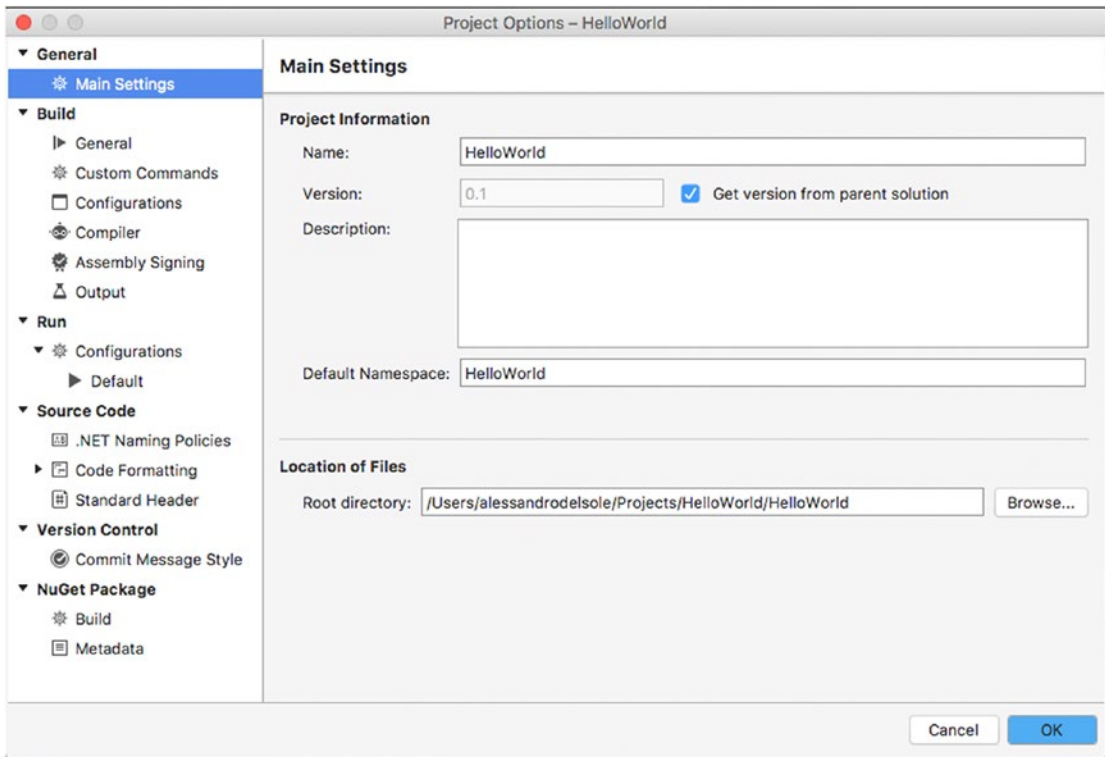 Project Options – HelloWorld
General
Main Settings
Build
General
Custom Commands
Configurations
Compiler
Assembly Signing
Output
Run
Configurations
Default
Source Code
.NET Naming Policies
Code Formatting
Standard Header
Version Control
Commit Message Style
NuGet Package
Build
Metadata
Main Settings
Project Information
Name: HelloWorld
Version: 0.1 Get version from parent solution
Description:
Default Namespace: HelloWorld
Location of Files
Root directory: /Users/alessandrodelsole/Projects/HelloWorld/HelloWorld Browse...
Cancel OK